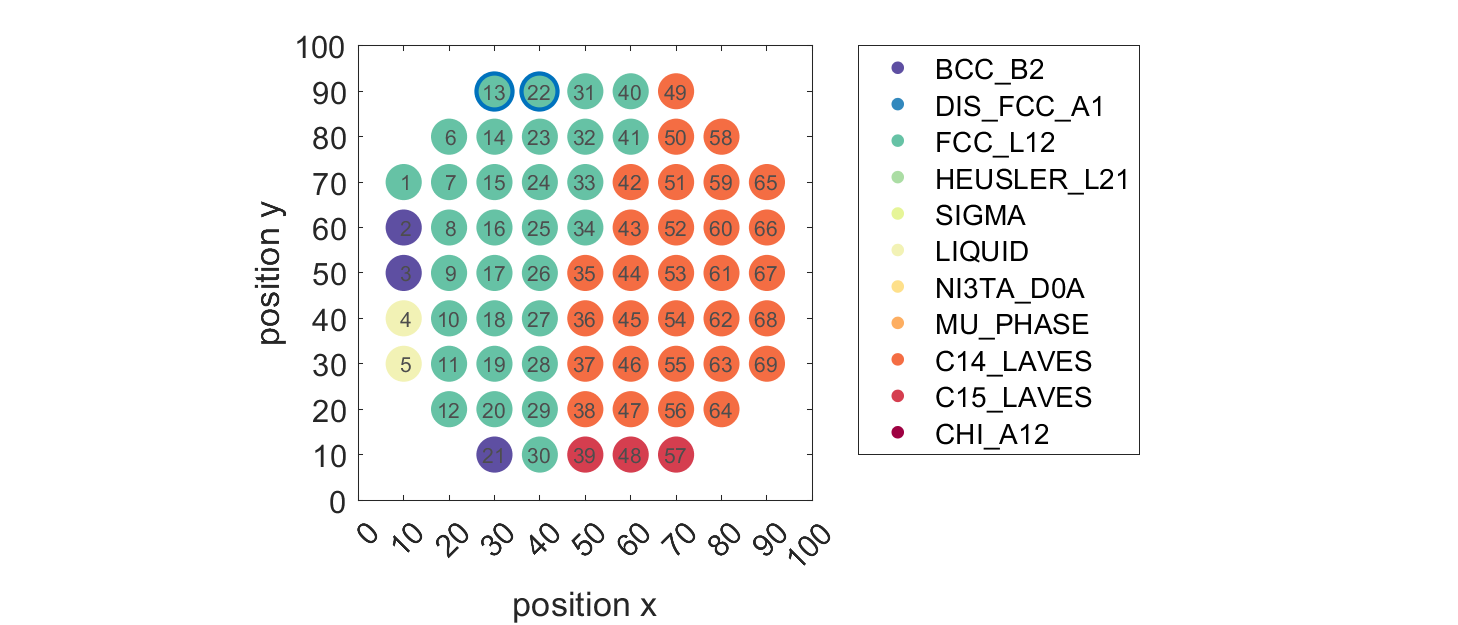 100
90
80
70
60
50
40
30
20
10
0
position y
13 22 31 40 49
6 14 23 32 41 50 58
1 7 15 24 33 42 51 59 65
2 8 16 25 34 43 52 60 66
3 9 17 26 35 44 53 61 67
4 10 18 27 36 45 54 62 68
5 11 19 28 37 46 55 63 69
12 20 29 38 47 56 64
21 30 39 48 57
0 10 20 30 40 50 60 70 80 90 100
position x
BCC_B2
DIS_FCC_A1
FCC_L12
HEUSLER_L21
SIGMA
LIQUID
NI3TA_D0A
MU_PHASE
C14_LAVES
C15_LAVES
CHI_A12